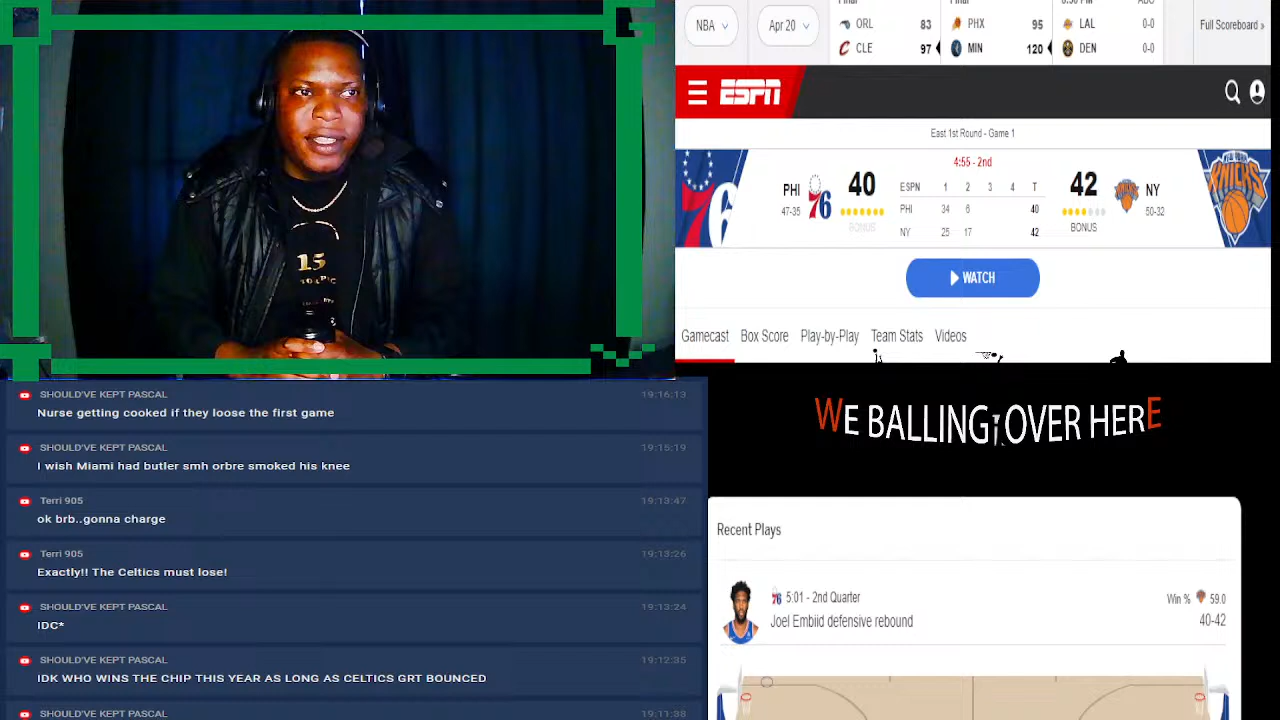 NBA
Apr 20
ORL 83
CLE 97
PHX 95
MIN 120
LAL 0-0
DEN 0-0
Full Scoreboard »
ESPN
East 1st Round - Game 1
4:55 - 2nd
PHI
47-35
76
40
BONUS
ESPN 1 2 3 4 T
PHI 34 6 40
NY 25 17 42
42
BONUS
NY
50-32
KNICKS
WATCH
Gamecast Box Score Play-by-Play Team Stats Videos
15
SHOULD'VE KEPT PASCAL 19:16:13
Nurse getting cooked if they loose the first game
SHOULD'VE KEPT PASCAL 19:15:19
I wish Miami had butler smh orbre smoked his knee
Terri 905 19:13:47
ok brb..gonna charge
Terri 905 19:13:26
Exactly!! The Celtics must lose!
SHOULD'VE KEPT PASCAL 19:13:24
IDC*
SHOULD'VE KEPT PASCAL 19:12:35
IDK WHO WINS THE CHIP THIS YEAR AS LONG AS CELTICS GRT BOUNCED
SHOULD'VE KEPT PASCAL 19:11:38
WE BALLING OVER HERE
Recent Plays
5:01 - 2nd Quarter
Joel Embiid defensive rebound
Win % 59.0
40-42